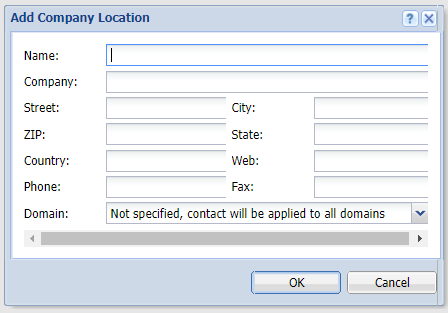 Add Company Location ? X
Name:
Company:
Street: City:
ZIP: State:
Country: Web:
Phone: Fax:
Domain: Not specified, contact will be applied to all domains
OK Cancel